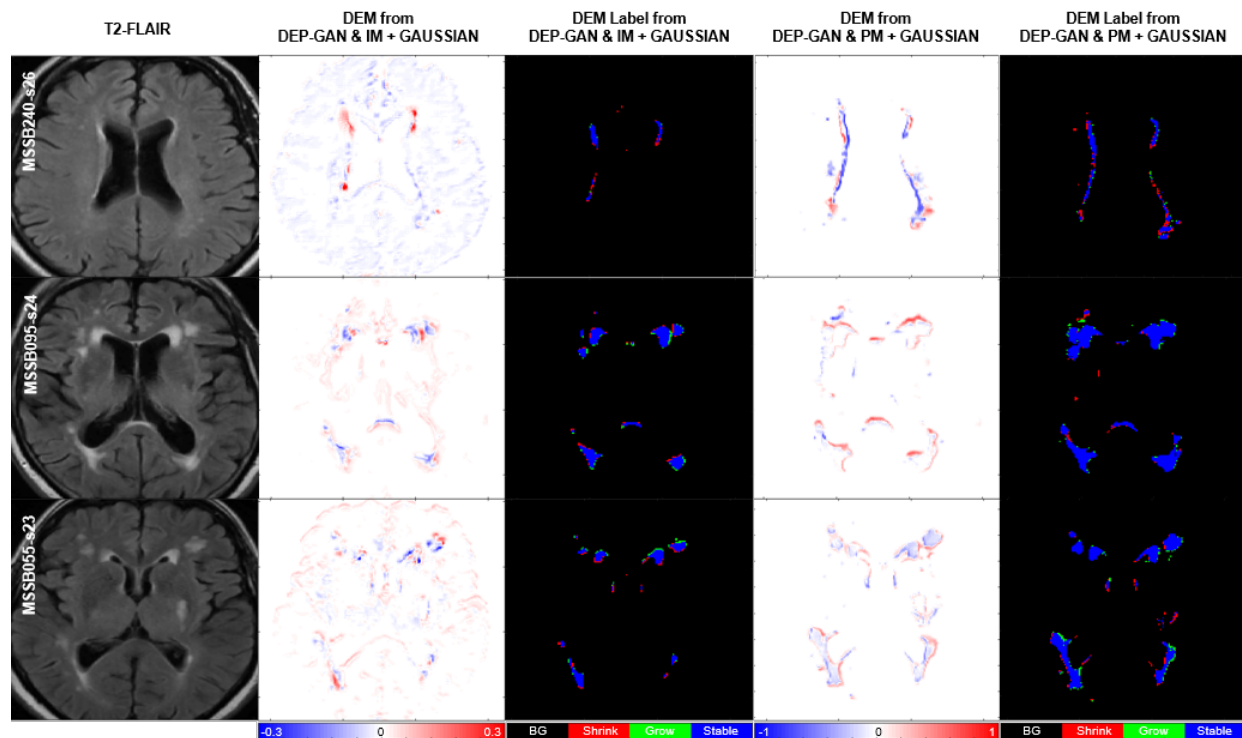 T2-FLAIR
DEM from
DEP-GAN & IM + GAUSSIAN
DEM Label from
DEP-GAN & IM + GAUSSIAN
DEM from
DEP-GAN & PM + GAUSSIAN
DEM Label from
DEP-GAN & PM + GAUSSIAN
MSSB240-s26
MSSB095-s24
MSSB055-s23
-0.3 0 0.3
BG Shrink Grow Stable
-1 0 1
BG Shrink Grow Stable